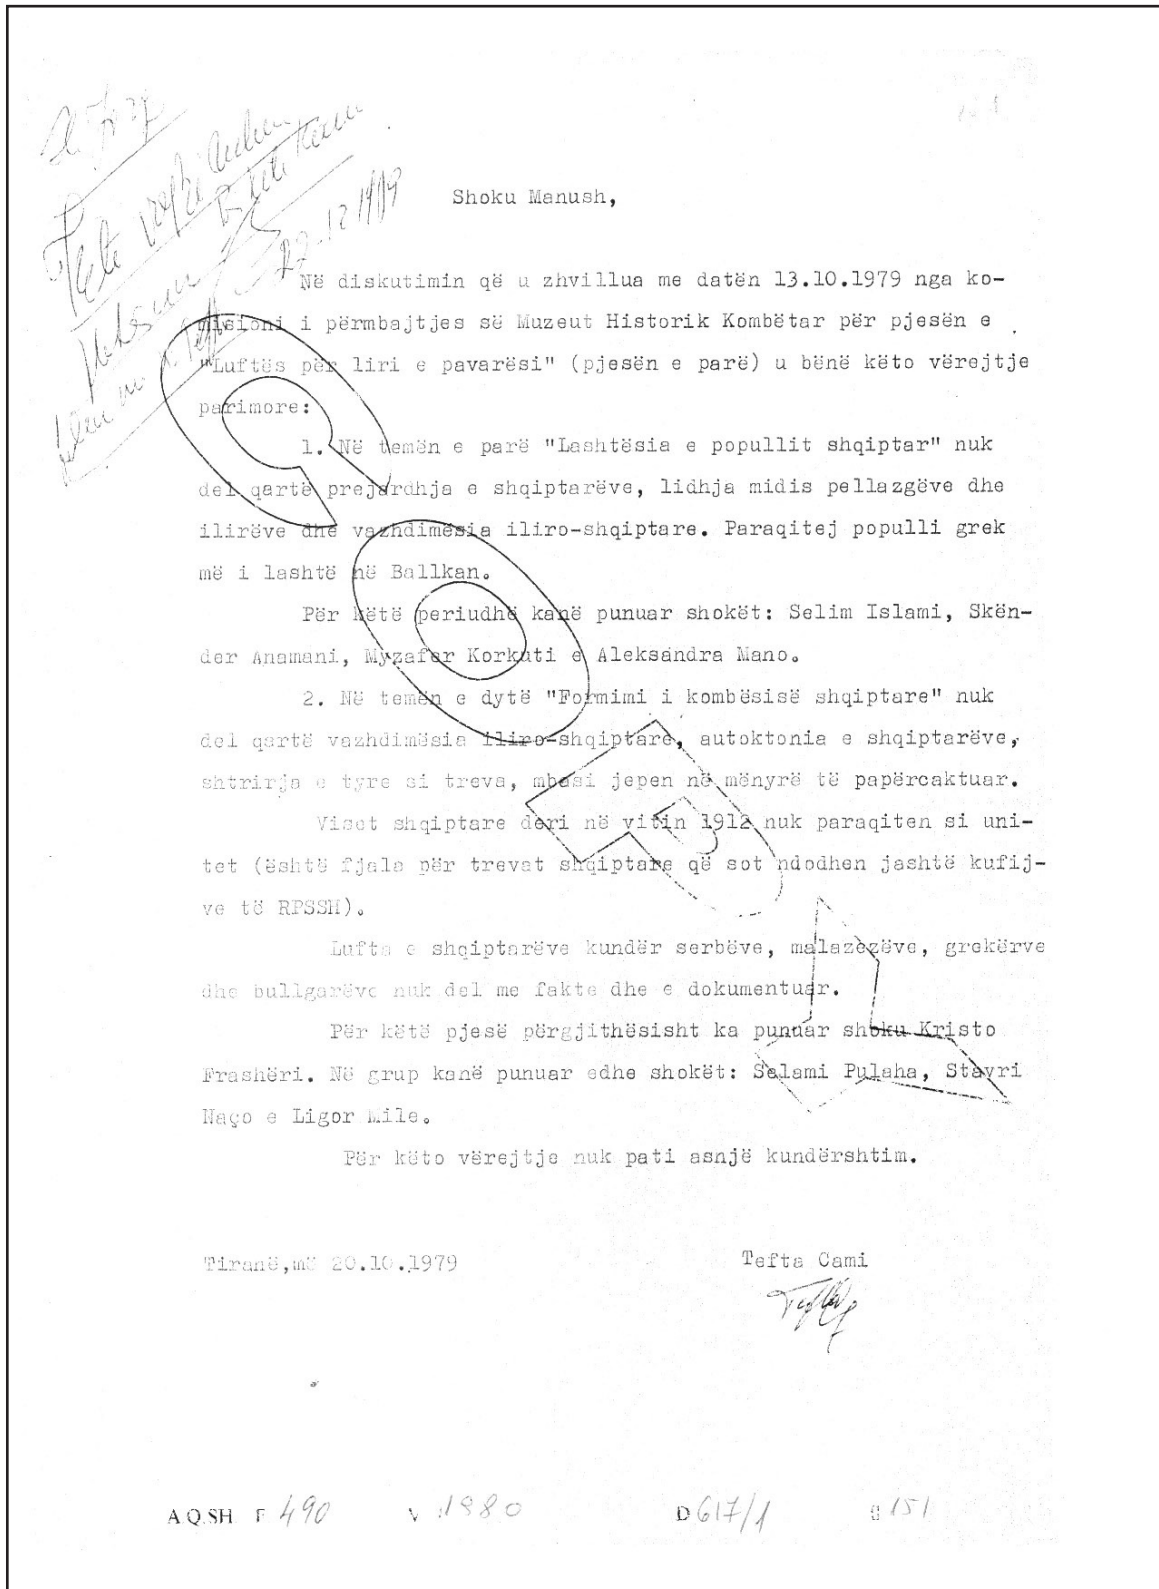 Shoku Manush,
Në diskutimin që u zhvillua me datën 13.10.1979 nga ko-
misioni i përmbajtjes së Muzeut Historik Kombëtar për pjesën e
"Luftës për liri e pavarësi" (pjesën e parë) u bënë këto vërejtje
parimore:
1. Në temën e parë "Lashtësia e popullit shqiptar" nuk
del qartë prejardhja e shqiptarëve, lidhja midis pellazgëve dhe
ilirëve dhe vazhdimësia iliro-shqiptare. Paraqitej populli grek
më i lashtë në Ballkan.
Për këtë periudhë kanë punuar shokët: Selim Islami, Skën-
der Anamani, Myzafer Korkuti e Aleksandra Mano.
2. Në temën e dytë "Formimi i kombësisë shqiptare" nuk
del qartë vazhdimësia iliro-shqiptare, autoktonia e shqiptarëve,
shtrirja e tyre si treva, mbasi jepen në mënyrë të papërcaktuar.
Viset shqiptare deri në vitin 1912 nuk paraqiten si uni-
tet (është fjala për trevat shqiptare që sot ndodhen jashtë kufij-
ve të RPSSH).
Lufta e shqiptarëve kundër serbëve, malazezëve, grekërve
dhe bullgarëve nuk del me fakte dhe e dokumentuar.
Për këtë pjesë përgjithësisht ka punuar shoku Kristo
Frashëri. Në grup kanë punuar edhe shokët: Selami Pulaha, Stavri
Naço e Ligor Mile.
Për këto vërejtje nuk pati asnjë kundërshtim.
Tiranë, më 20.10.1979 Tefta Cami
A.Q.SH F 490 V 1980 D 617/1 151
COPY